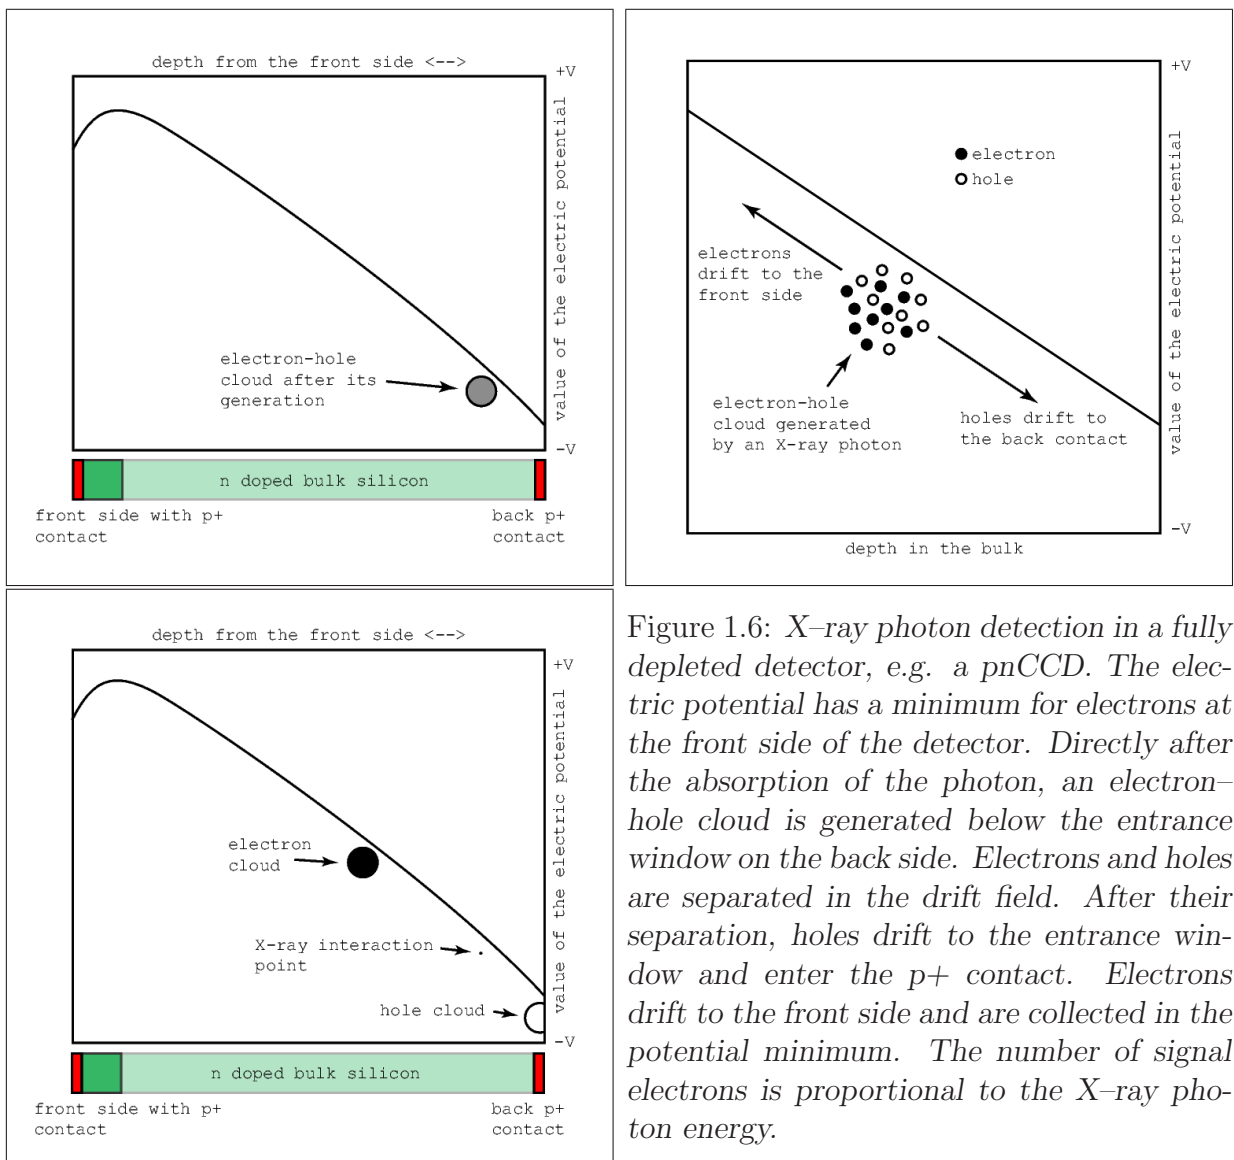 depth from the front side <-->
+V
value of the electric potential
electron-hole
cloud after its
generation
-V
n doped bulk silicon
front side with p+
contact
back p+
contact
+V
electron
hole
value of the electric potential
electrons
drift to the
front side
electron-hole
cloud generated
by an X-ray photon
holes drift to
the back contact
-V
depth in the bulk
depth from the front side <-->
+V
value of the electric potential
electron
cloud
X-ray interaction
point
hole cloud
-V
n doped bulk silicon
front side with p+
contact
back p+
contact
Figure 1.6: X–ray photon detection in a fully
depleted detector, e.g. a pnCCD. The elec-
tric potential has a minimum for electrons at
the front side of the detector. Directly after
the absorption of the photon, an electron–
hole cloud is generated below the entrance
window on the back side. Electrons and holes
are separated in the drift field. After their
separation, holes drift to the entrance win-
dow and enter the p+ contact. Electrons
drift to the front side and are collected in the
potential minimum. The number of signal
electrons is proportional to the X–ray pho-
ton energy.